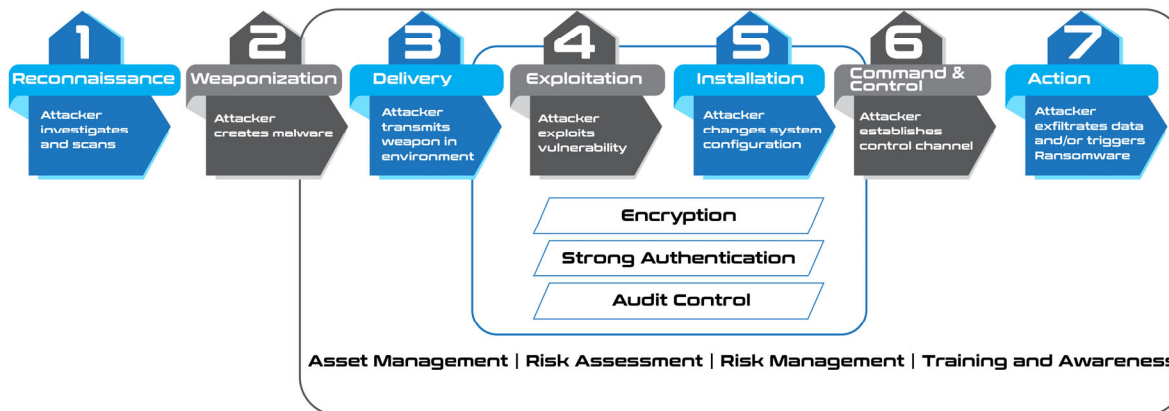 1
Reconnaissance
Attacker
investigates
and scans
2
Weaponization
Attacker
creates malware
3
Delivery
Attacker
transmits
weapon in
environment
4
Exploitation
Attacker
exploits
vulnerability
5
Installation
Attacker
changes system
configuration
6
Command &
Control
Attacker
establishes
control channel
7
Action
Attacker
exfiltrates data
and/or triggers
Ransomware
Encryption
Strong Authentication
Audit Control
Asset Management | Risk Assessment | Risk Management | Training and Awareness